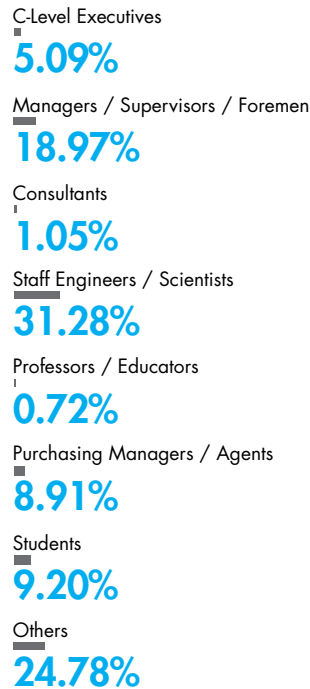 C-Level Executives
5.09%
Managers / Supervisors / Foremen
18.97%
Consultants
1.05%
Staff Engineers / Scientists
31.28%
Professors / Educators
0.72%
Purchasing Managers / Agents
8.91%
Students
9.20%
Others
24.78%